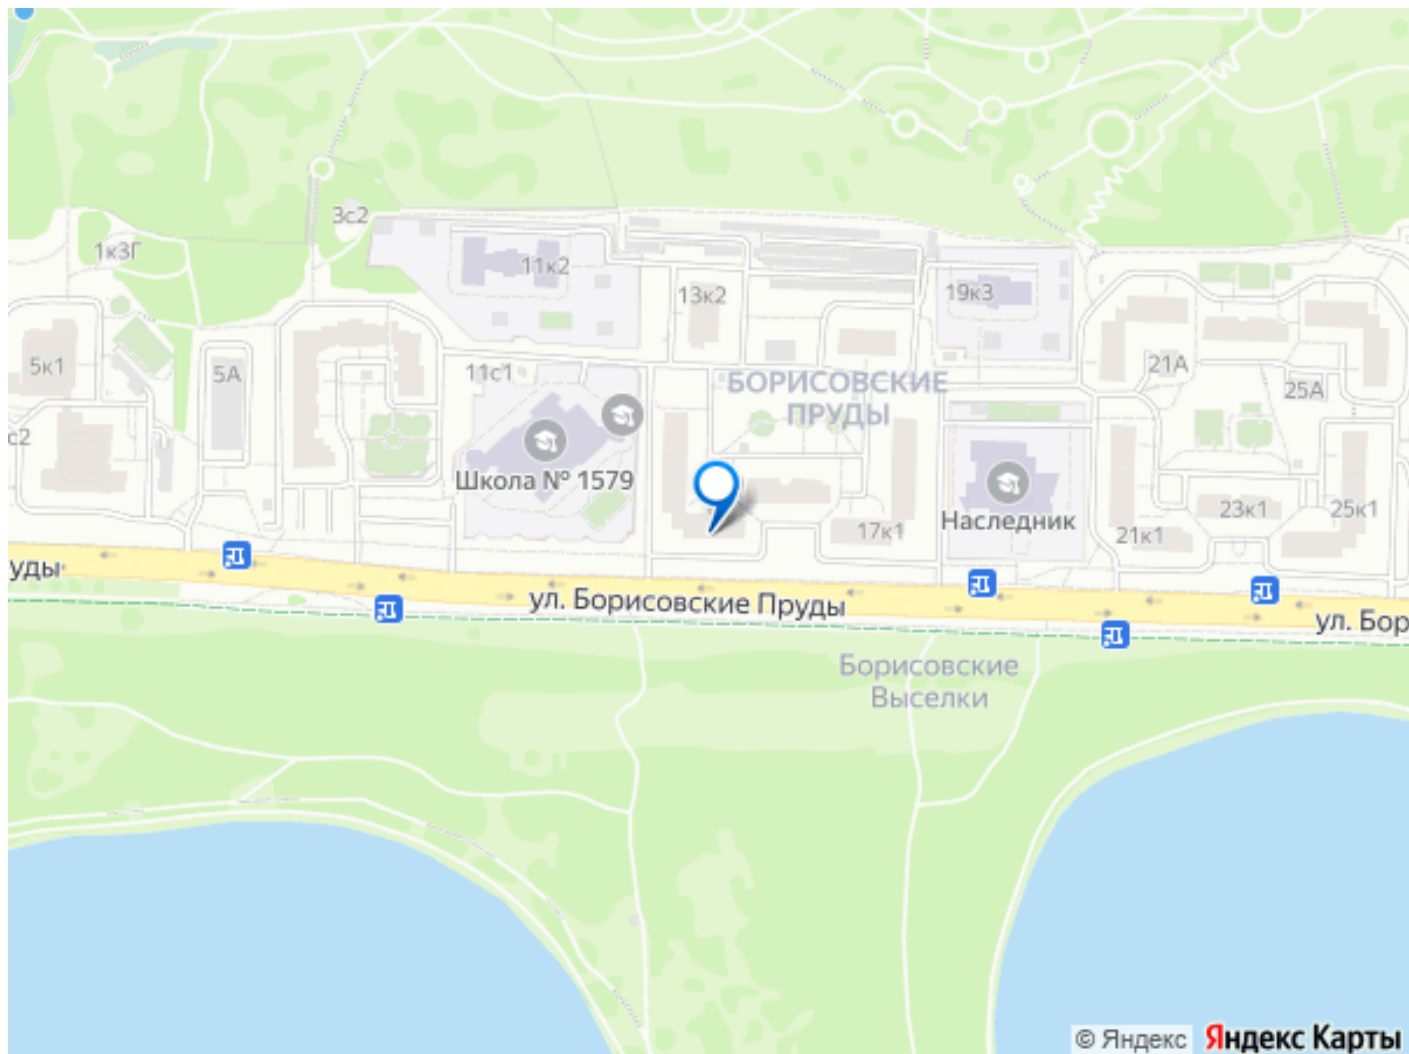 3с2
1к3Г
11к2
13к2
19к3
5к1
5А
11с1
БОРИСОВСКИЕ
ПРУДЫ
21А
25А
с2
Школа № 1579
Наследник
17к1
21к1
23к1
25к1
уды
ул. Борисовские Пруды
ул. Бор
Борисовские
Выселки
© Яндекс Яндекс Карты